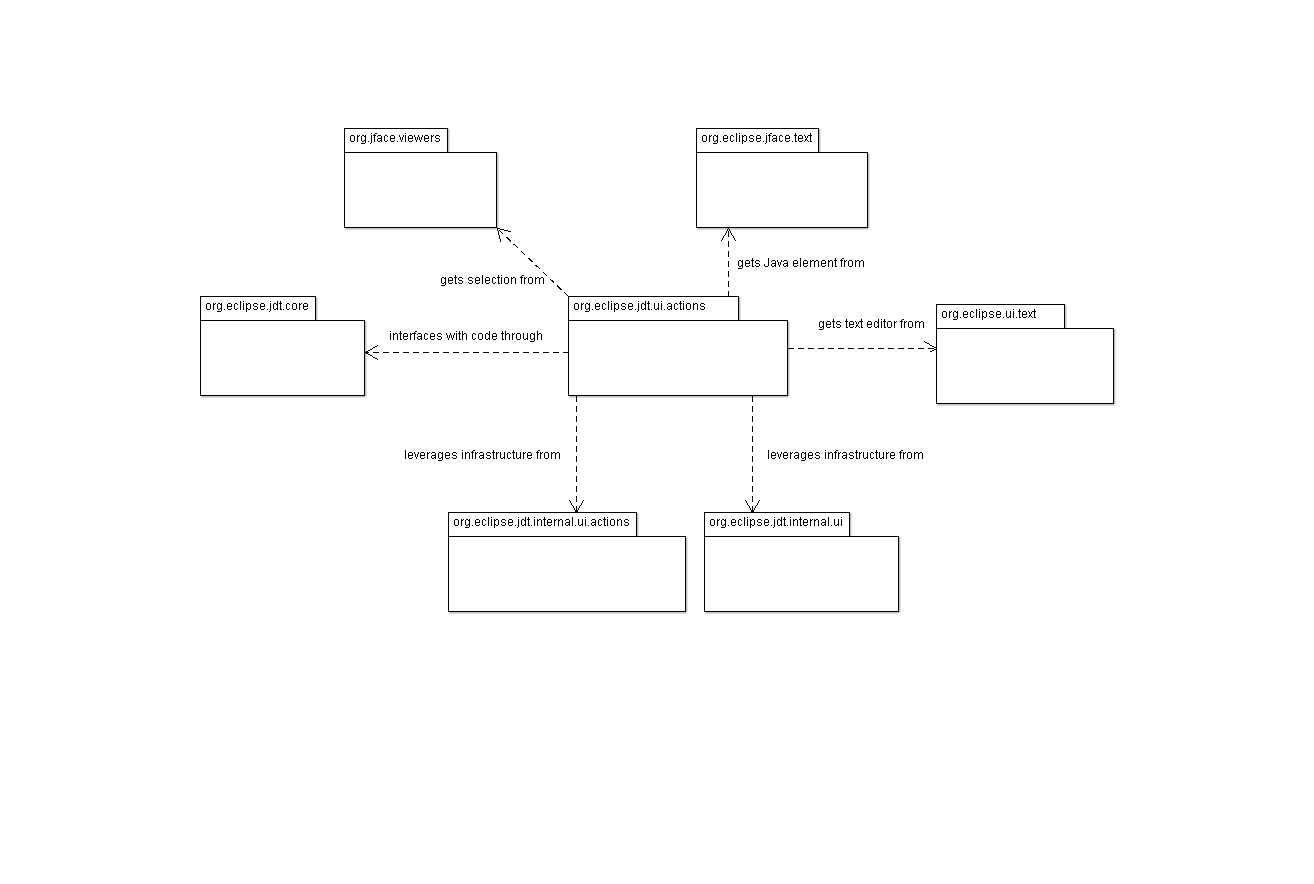 org.jface.viewers
org.eclipse.jface.text
gets Java element from
gets selection from
org.eclipse.jdt.core
org.eclipse.jdt.ui.actions
org.eclipse.ui.text
gets text editor from
interfaces with code through
leverages infrastructure from
leverages infrastructure from
org.eclipse.jdt.internal.ui.actions
org.eclipse.jdt.internal.ui